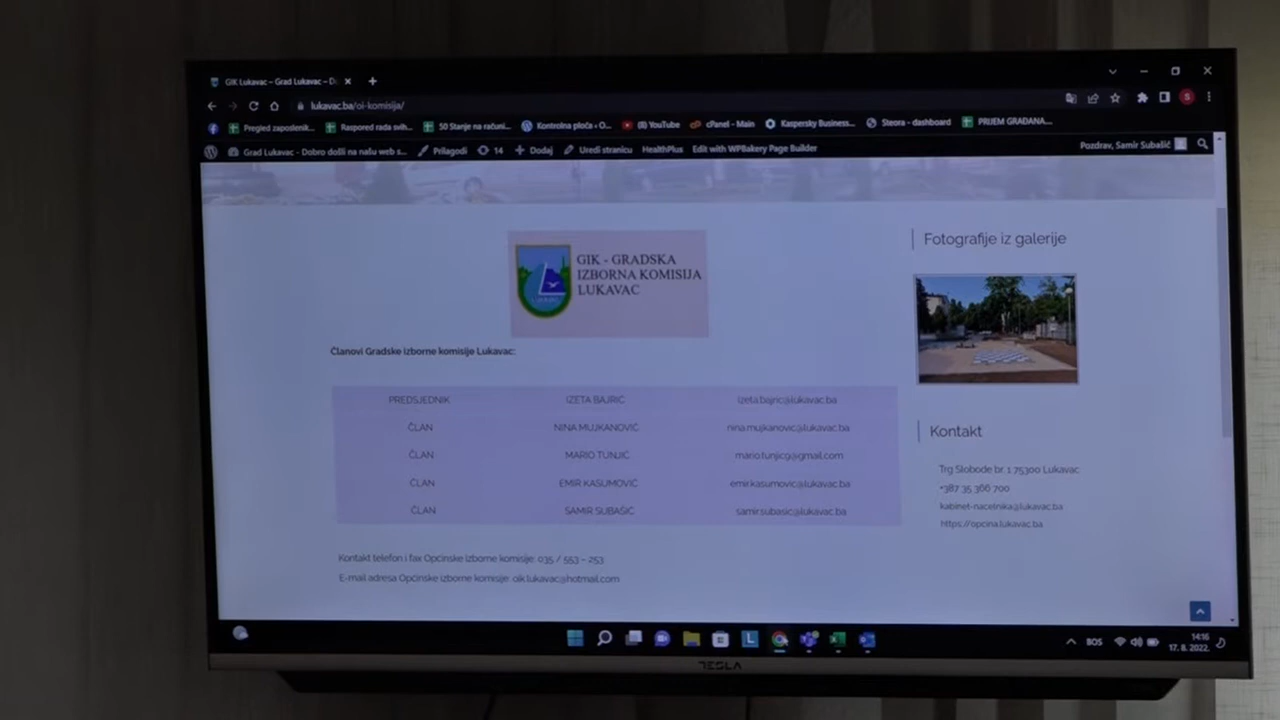 GIK Lukavac – Grad Lukavac – D
lukavac.ba/oi-komisija/
Pregled zaposlenik... Raspored rada svih... 50 Stanje na računi... Kontrolna ploča ‹ O... (8) YouTube cPanel - Main Kaspersky Business... Steora - dashboard PRIJEM GRAĐANA...
Grad Lukavac - Dobro došli na našu web s... Prilagodi 14 Dodaj Uredi stranicu HealthPlus Edit with WPBakery Page Builder Pozdrav, Samir Subašić
GIK - GRADSKA
IZBORNA KOMISIJA
LUKAVAC
Članovi Gradske izborne komisije Lukavac:
PREDSJEDNIK IZETA BAJRIĆ izeta.bajric@lukavac.ba
ČLAN NINA MUJKANOVIĆ nina.mujkanovic@lukavac.ba
ČLAN MARIO TUNJIĆ mario.tunjic9@gmail.com
ČLAN EMIR KASUMOVIĆ emir.kasumovic@lukavac.ba
ČLAN SAMIR SUBAŠIĆ samir.subasic@lukavac.ba
Kontakt telefon i fax Općinske Izborne komisije: 035 / 553 – 253
E-mail adresa Općinske izborne komisije: oik.lukavac@hotmail.com
Fotografije iz galerije
Kontakt
Trg Slobode br. 1 75300 Lukavac
+387 35 366 700
kabinet-nacelnika@lukavac.ba
https://opcina.lukavac.ba
BOS
14:16
17. 8. 2022.
TESLA